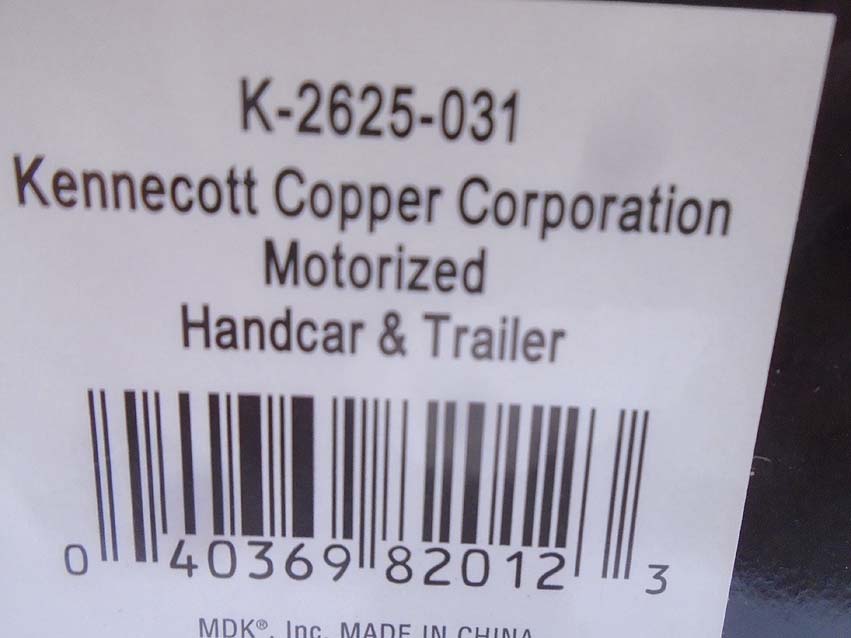 K-2625-031
Kennecott Copper Corporation
Motorized
Handcar & Trailer
0 40369 82012 3
MDK®, Inc. MADE IN CHINA